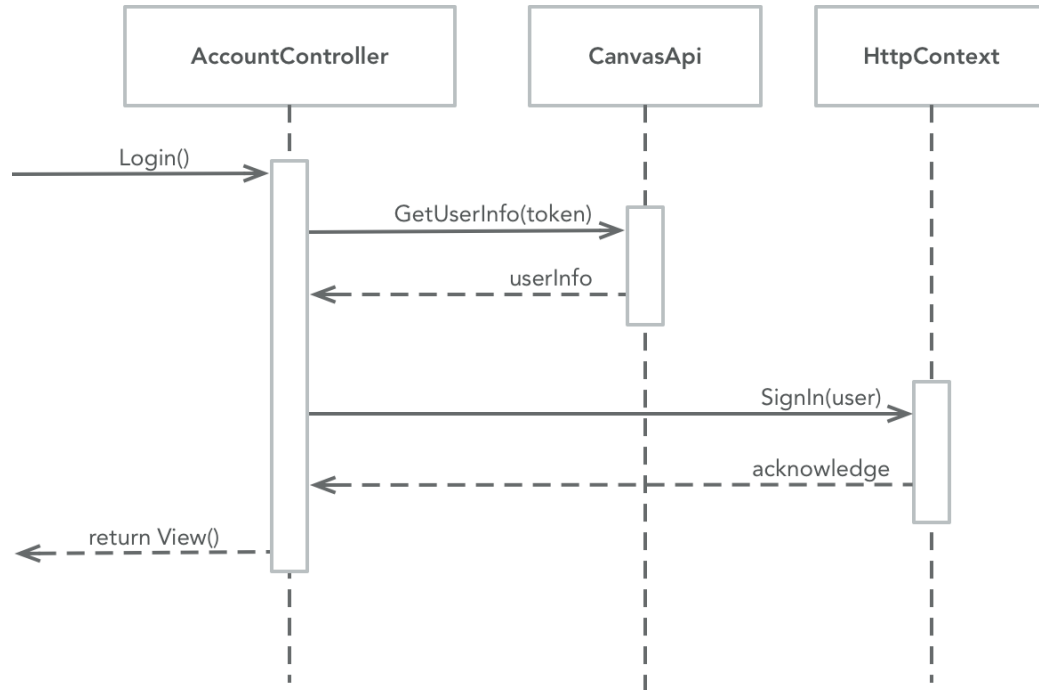 AccountController
CanvasApi
HttpContext
Login()
GetUserInfo(token)
userInfo
SignIn(user)
acknowledge
return View()